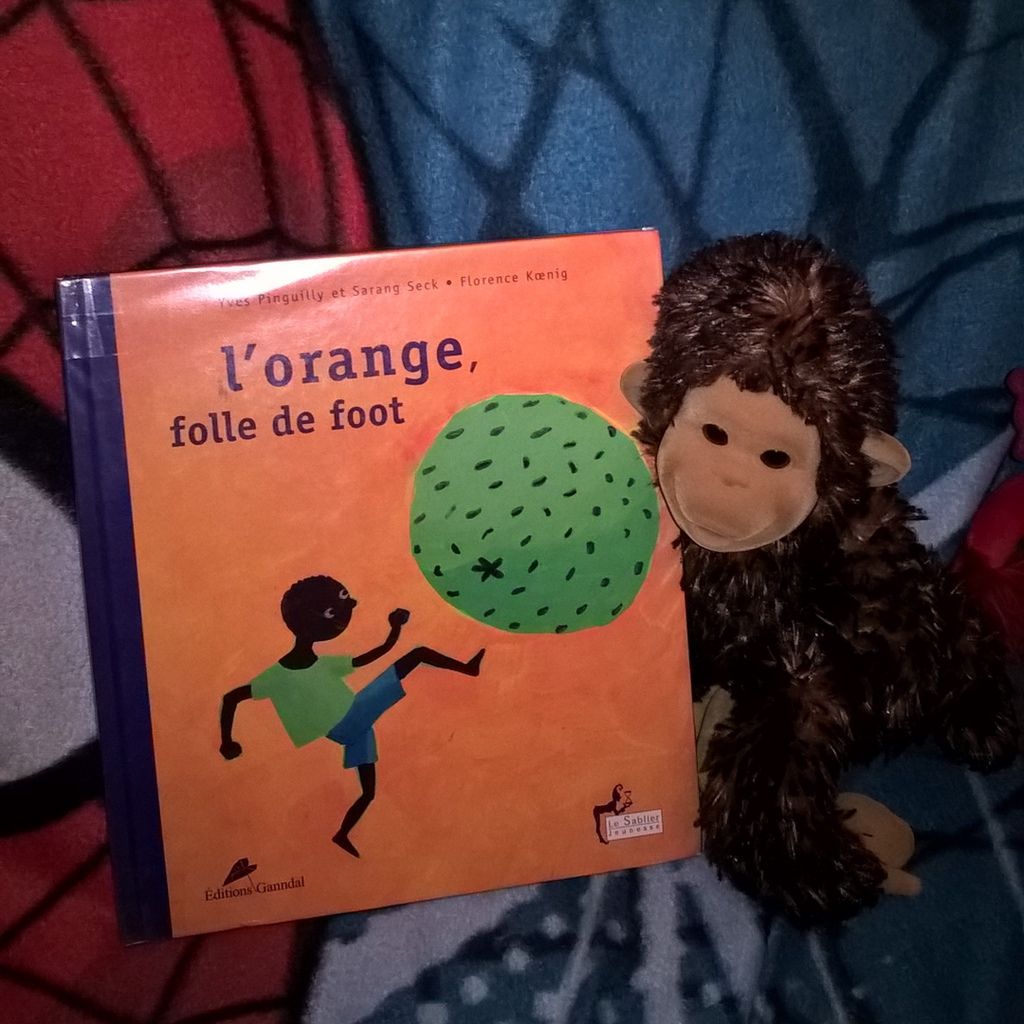 Yves Pinguilly et Sarang Seck • Florence Kœnig
l'orange,
folle de foot
Le Sablier
Jeunesse
Éditions Ganndal